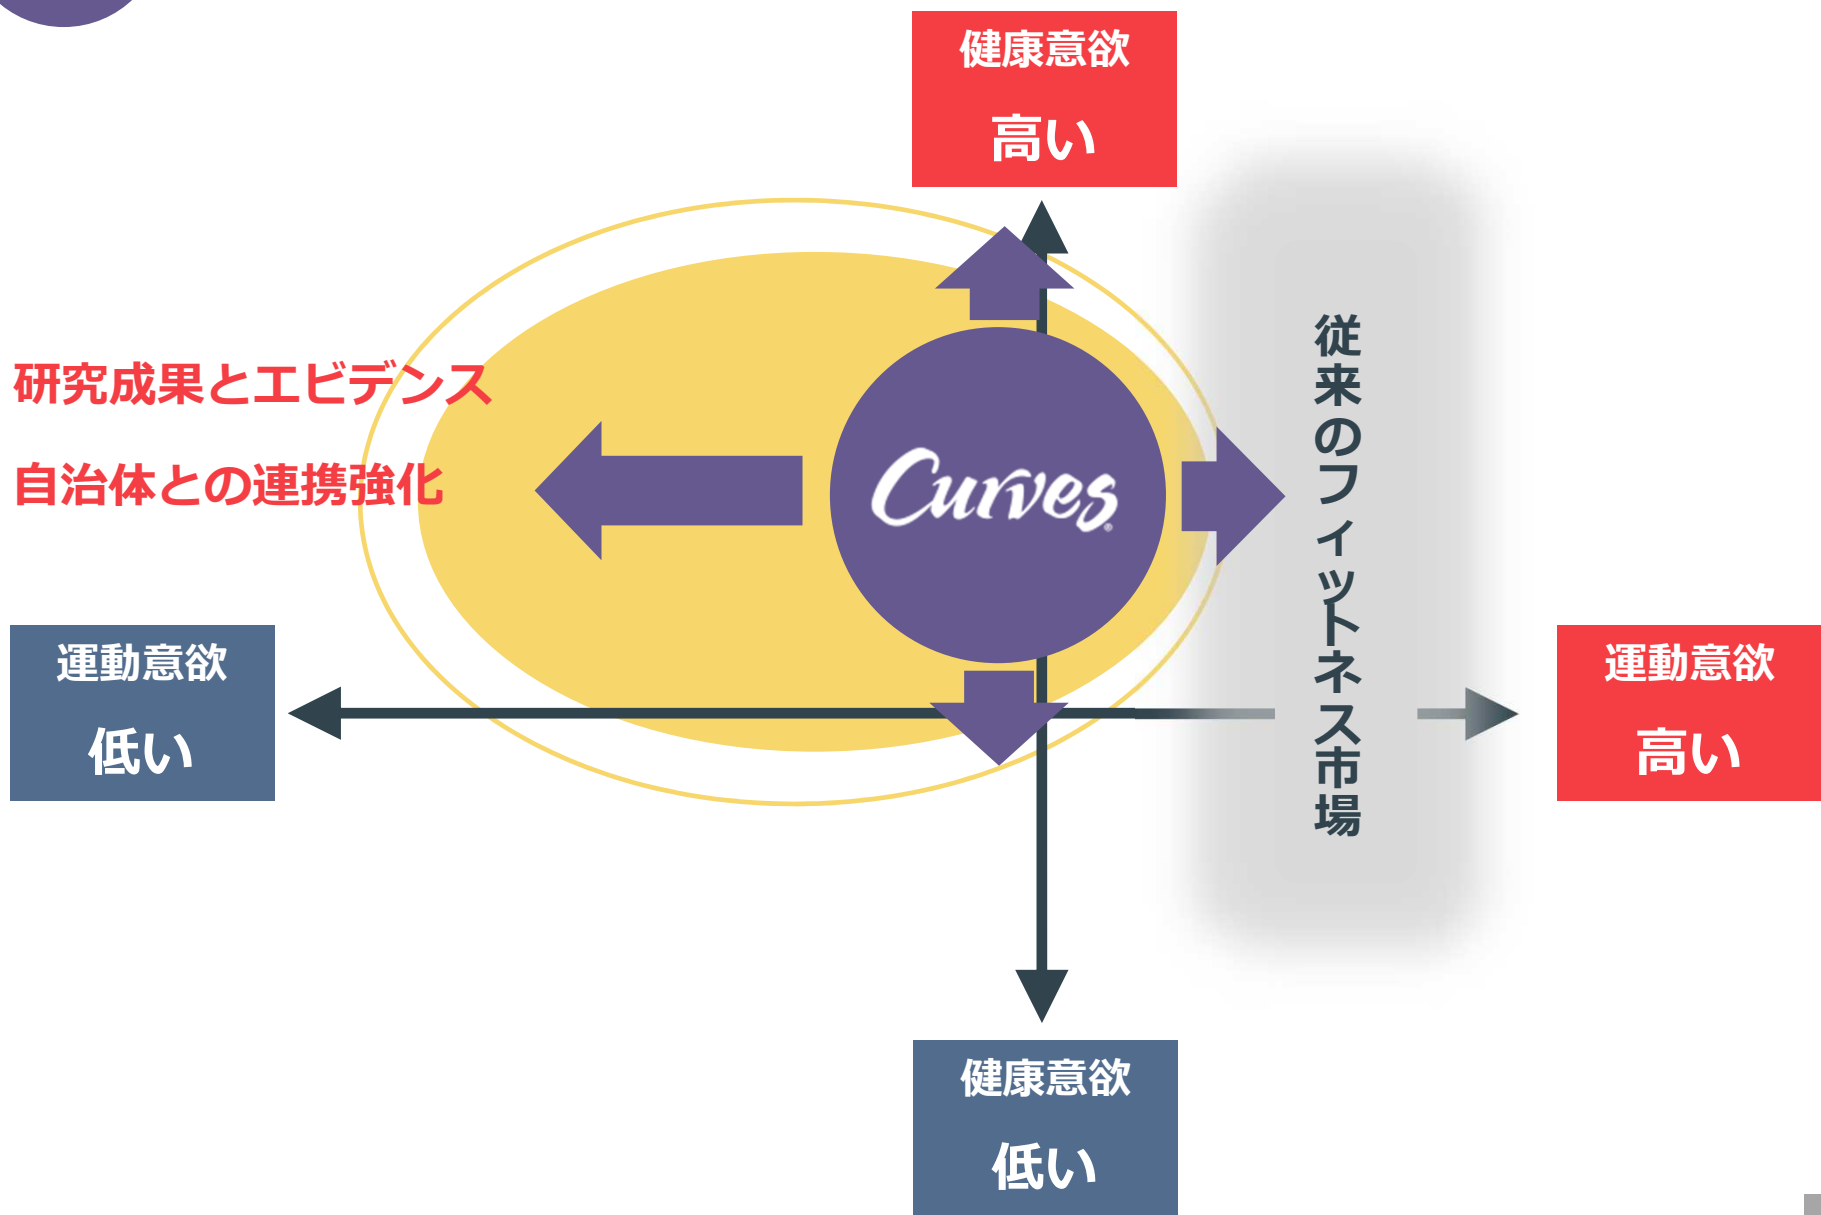 健康意欲
高い
研究成果とエビデンス
自治体との連携強化
Curves®
従来のフィットネス市場
運動意欲
低い
運動意欲
高い
健康意欲
低い